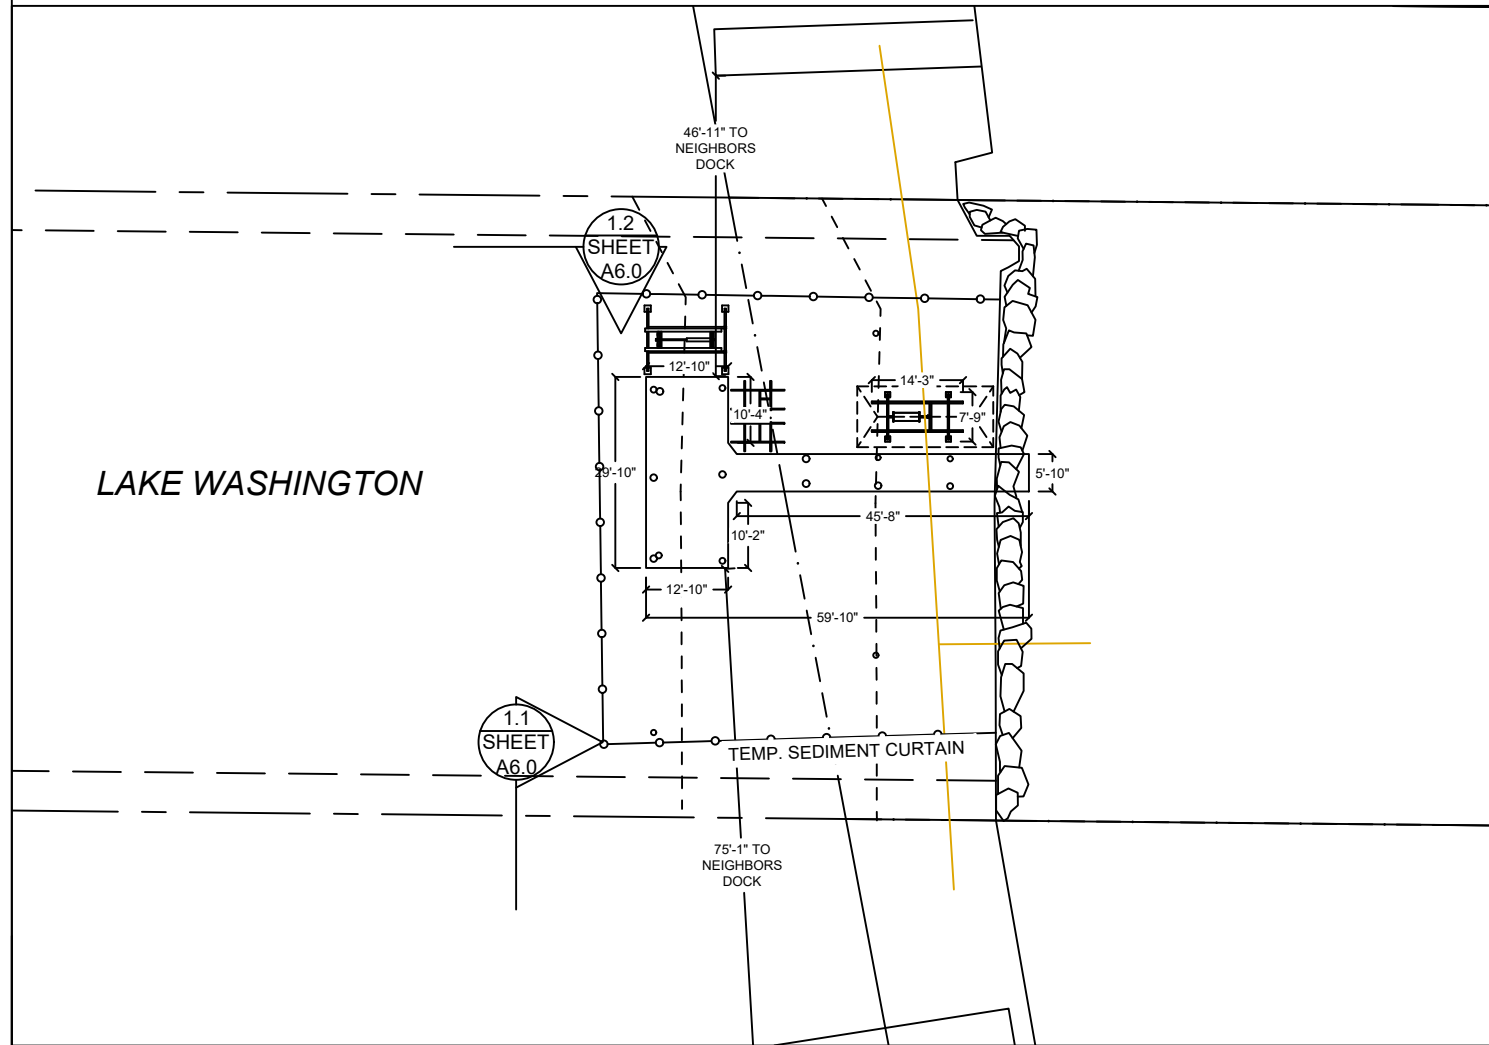 46'-11" TO
NEIGHBORS
DOCK
1.2
SHEET
A6.0
12'-10"
14'-3"
10'-4"
7'-9"
LAKE WASHINGTON
29'-10"
5'-10"
45'-8"
10'-2"
12'-10"
59'-10"
1.1
SHEET
A6.0
TEMP. SEDIMENT CURTAIN
75'-1" TO
NEIGHBORS
DOCK